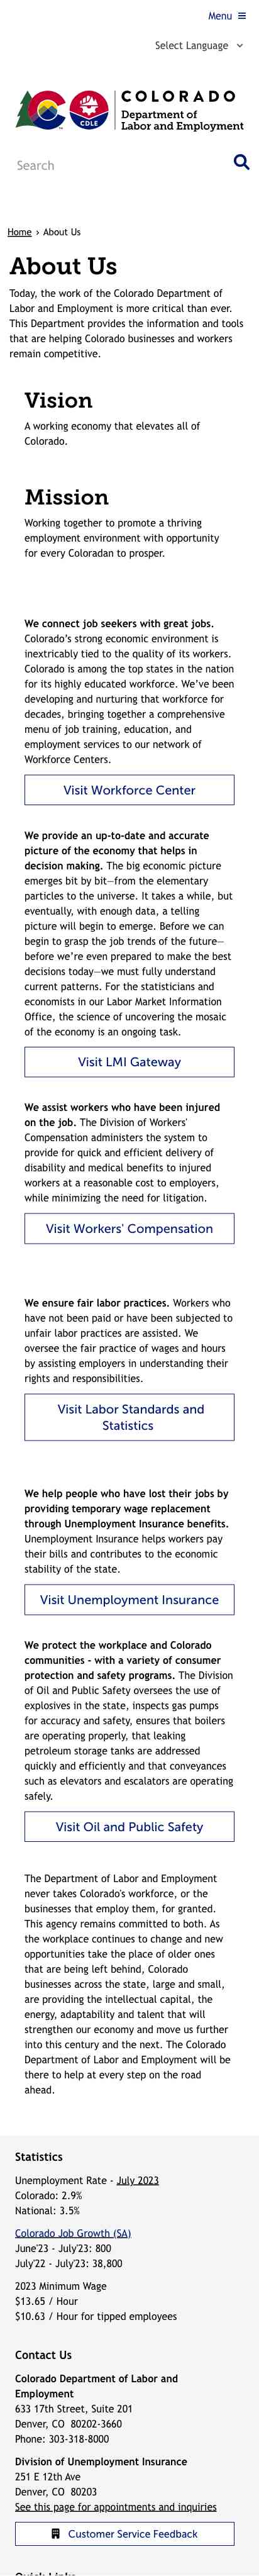 Menu
Select Language
CDLE
COLORADO
Department of
Labor and Employment
Search
Home › About Us
About Us
Today, the work of the Colorado Department of
Labor and Employment is more critical than ever.
This Department provides the information and tools
that are helping Colorado businesses and workers
remain competitive.
Vision
A working economy that elevates all of
Colorado.
Mission
Working together to promote a thriving
employment environment with opportunity
for every Coloradan to prosper.
We connect job seekers with great jobs.
Colorado’s strong economic environment is
inextricably tied to the quality of its workers.
Colorado is among the top states in the nation
for its highly educated workforce. We’ve been
developing and nurturing that workforce for
decades, bringing together a comprehensive
menu of job training, education, and
employment services to our network of
Workforce Centers.
Visit Workforce Center
We provide an up-to-date and accurate
picture of the economy that helps in
decision making. The big economic picture
emerges bit by bit—from the elementary
particles to the universe. It takes a while, but
eventually, with enough data, a telling
picture will begin to emerge. Before we can
begin to grasp the job trends of the future—
before we’re even prepared to make the best
decisions today—we must fully understand
current patterns. For the statisticians and
economists in our Labor Market Information
Office, the science of uncovering the mosaic
of the economy is an ongoing task.
Visit LMI Gateway
We assist workers who have been injured
on the job. The Division of Workers'
Compensation administers the system to
provide for quick and efficient delivery of
disability and medical benefits to injured
workers at a reasonable cost to employers,
while minimizing the need for litigation.
Visit Workers' Compensation
We ensure fair labor practices. Workers who
have not been paid or have been subjected to
unfair labor practices are assisted. We
oversee the fair practice of wages and hours
by assisting employers in understanding their
rights and responsibilities.
Visit Labor Standards and
Statistics
We help people who have lost their jobs by
providing temporary wage replacement
through Unemployment Insurance benefits.
Unemployment Insurance helps workers pay
their bills and contributes to the economic
stability of the state.
Visit Unemployment Insurance
We protect the workplace and Colorado
communities - with a variety of consumer
protection and safety programs. The Division
of Oil and Public Safety oversees the use of
explosives in the state, inspects gas pumps
for accuracy and safety, ensures that boilers
are operating properly, that leaking
petroleum storage tanks are addressed
quickly and efficiently and that conveyances
such as elevators and escalators are operating
safely.
Visit Oil and Public Safety
The Department of Labor and Employment
never takes Colorado's workforce, or the
businesses that employ them, for granted.
This agency remains committed to both. As
the workplace continues to change and new
opportunities take the place of older ones
that are being left behind, Colorado
businesses across the state, large and small,
are providing the intellectual capital, the
energy, adaptability and talent that will
strengthen our economy and move us further
into this century and the next. The Colorado
Department of Labor and Employment will be
there to help at every step on the road
ahead.
Statistics
Unemployment Rate - July 2023
Colorado: 2.9%
National: 3.5%
Colorado Job Growth (SA)
June'23 - July'23: 800
July'22 - July'23: 38,800
2023 Minimum Wage
$13.65 / Hour
$10.63 / Hour for tipped employees
Contact Us
Colorado Department of Labor and
Employment
633 17th Street, Suite 201
Denver, CO 80202-3660
Phone: 303-318-8000
Division of Unemployment Insurance
251 E 12th Ave
Denver, CO 80203
See this page for appointments and inquiries
Customer Service Feedback